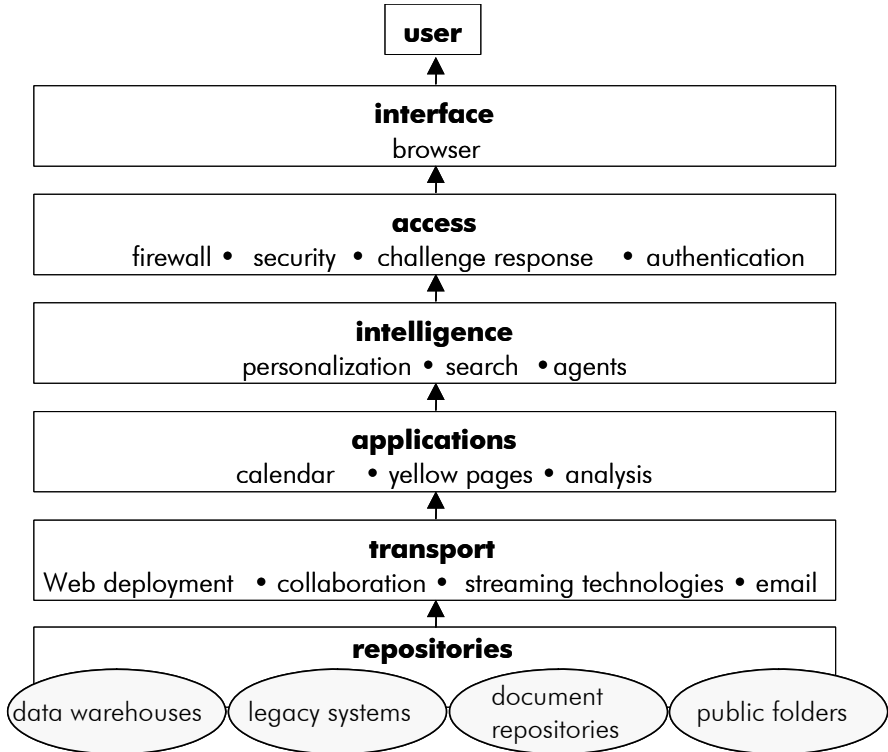 user
interface
browser
access
firewall • security • challenge response • authentication
intelligence
personalization • search • agents
applications
calendar • yellow pages • analysis
transport
Web deployment • collaboration • streaming technologies • email
repositories
data warehouses
legacy systems
document
repositories
public folders